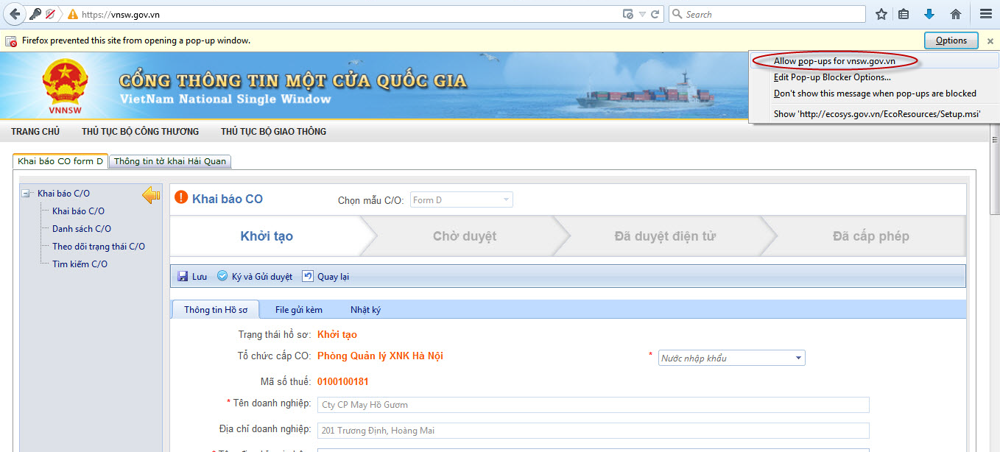 https://vnsw.gov.vn
Search
Firefox prevented this site from opening a pop-up window.
Options
Allow pop-ups for vnsw.gov.vn
Edit Pop-up Blocker Options...
Don't show this message when pop-ups are blocked
Show 'http://ecosys.gov.vn/EcoResources/Setup.msi'
VNNSW
CỔNG THÔNG TIN MỘT CỬA QUỐC GIA
VietNam National Single Window
TRANG CHỦ THỦ TỤC BỘ CÔNG THƯƠNG THỦ TỤC BỘ GIAO THÔNG
Khai báo CO form D Thông tin tờ khai Hải Quan
Khai báo C/O
Khai báo C/O
Danh sách C/O
Theo dõi trạng thái C/O
Tìm kiếm C/O
Khai báo CO Chọn mẫu C/O: Form D
Khởi tạo Chờ duyệt Đã duyệt điện tử Đã cấp phép
Lưu Ký và Gửi duyệt Quay lại
Thông tin Hồ sơ File gửi kèm Nhật ký
Trạng thái hồ sơ: Khởi tạo
Tổ chức cấp CO: Phòng Quản lý XNK Hà Nội * Nước nhập khẩu
Mã số thuế: 0100100181
* Tên doanh nghiệp: Cty CP May Hồ Gươm
Địa chỉ doanh nghiệp: 201 Trương Định, Hoàng Mai